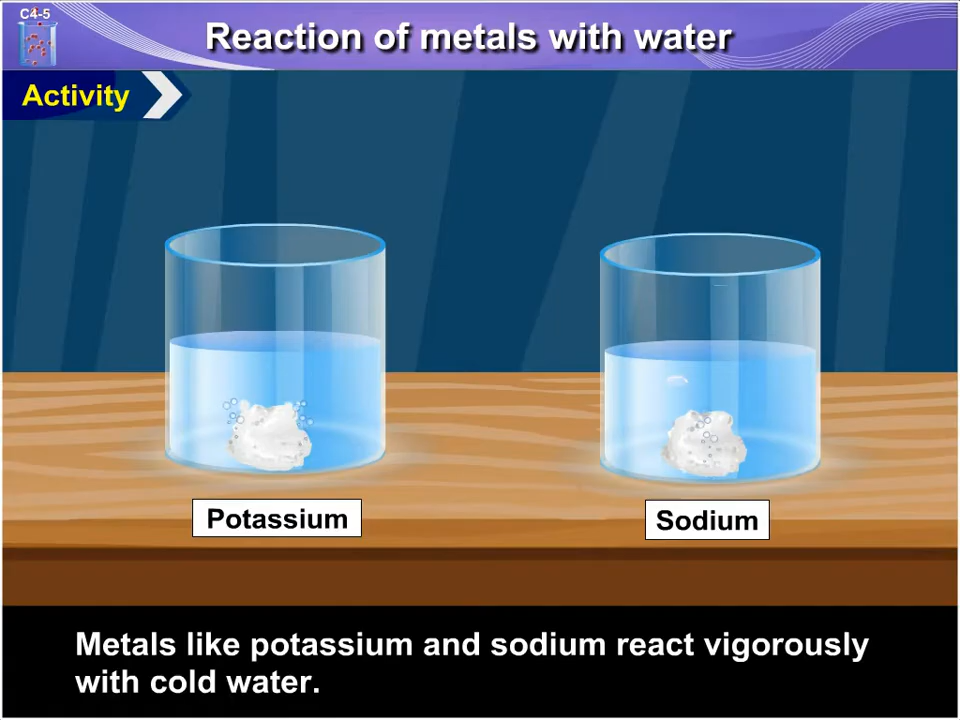 C4-5
Reaction of metals with water
Activity
Potassium
Sodium
Metals like potassium and sodium react vigorously
with cold water.